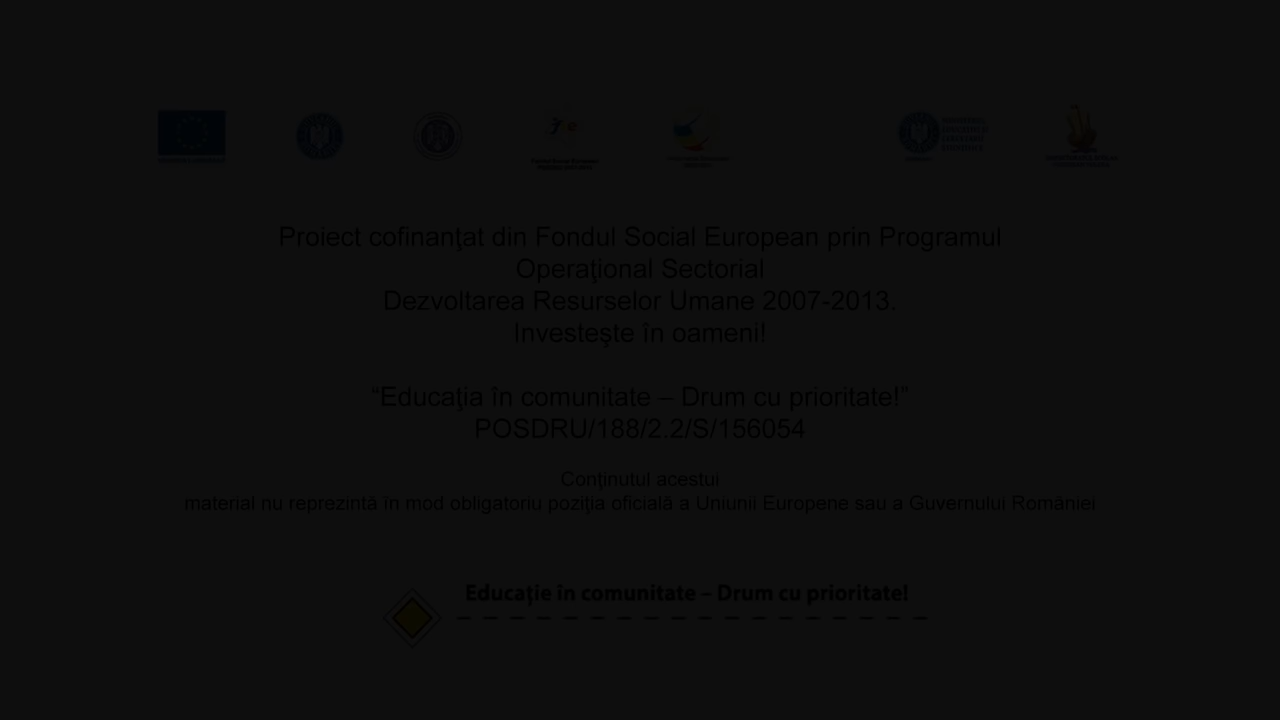 Proiect cofinanţat din Fondul Social European prin Programul
Operaţional Sectorial
Dezvoltarea Resurselor Umane 2007-2013.
Investeşte în oameni!
“Educaţia în comunitate – Drum cu prioritate!”
POSDRU/188/2.2/S/156054
Conţinutul acestui
material nu reprezintă in mod obligatoriu poziţia oficială a Uniunii Europene sau a Guvernului României
Educaţie în comunitate – Drum cu prioritate!